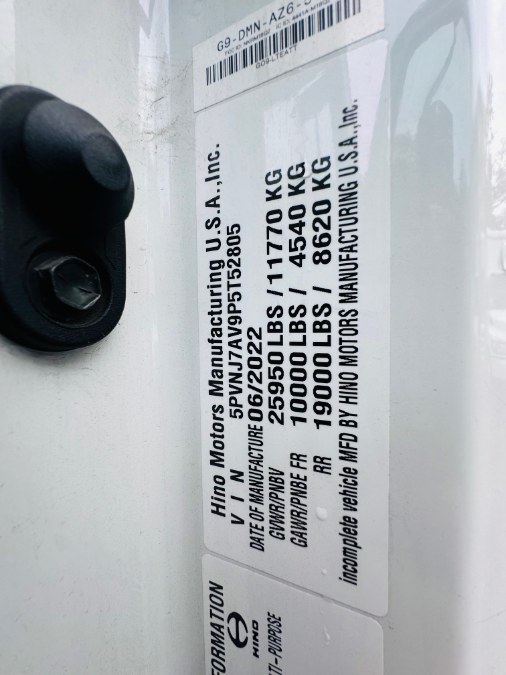 G9-DMN-AZ6-
Hino Motors Manufacturing U.S.A.,Inc.
VIN 5PVNJ7AV9P5T52805
DATE OF MANUFACTURE 06/2022
GVWR/PNBV 25950 LBS / 11770 KG
GAWR/PNBE FR 10000 LBS / 4540 KG
RR 19000 LBS / 8620 KG
incomplete vehicle MFD BY HINO MOTORS MANUFACTURING U.S.A.,Inc.
FORMATION
HINO
TI-PURPOSE